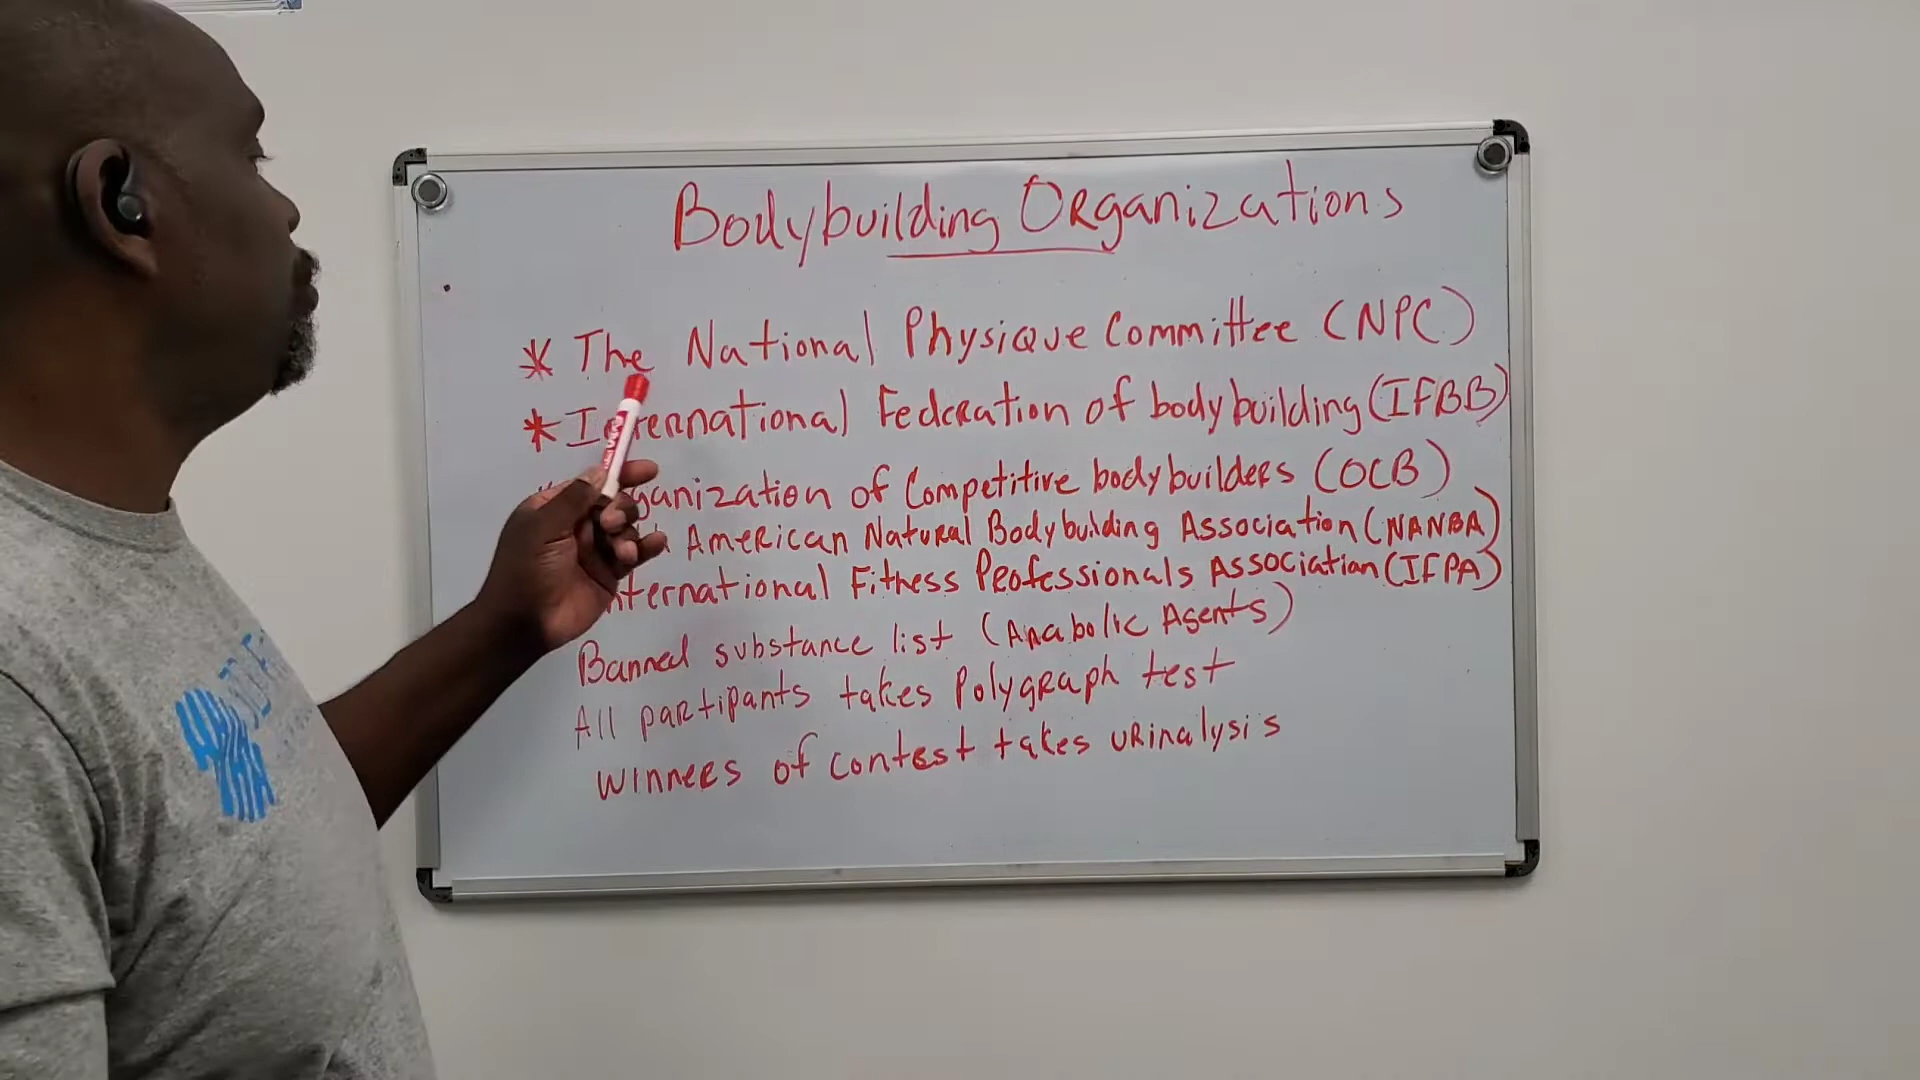 Bodybuilding Organizations
* The National Physique Committee (NPC)
* International Federation of bodybuilding (IFBB)
ganization of Competitive bodybuilders (OCB)
American Natural Bodybuilding Association (NANBA)
nternational Fitness Professionals Association (IFPA)
Banned substance list (Anabolic Agents)
All partipants takes Polygraph test
winners of contest takes urinalysis